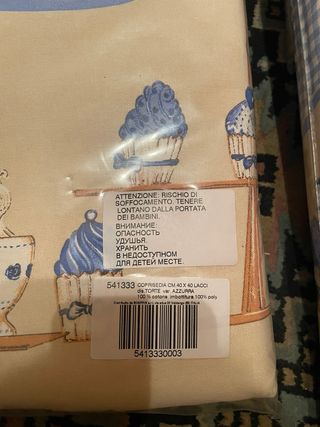 ATTENZIONE: RISCHIO DI
SOFFOCAMENTO. TENERE
LONTANO DALLA PORTATA
DEI BAMBINI.
ВНИМАНИЕ:
ОПАСНОСТЬ
УДУШЬЯ.
ХРАНИТЬ
В НЕДОСТУПНОМ
ДЛЯ ДЕТЕЙ МЕСТЕ.
541333 COPRISEDIA CM.40 X 40 LACCI
dis.TORTE var. AZZURRA
100 % cotone imbottitura 100% poly
5413330003